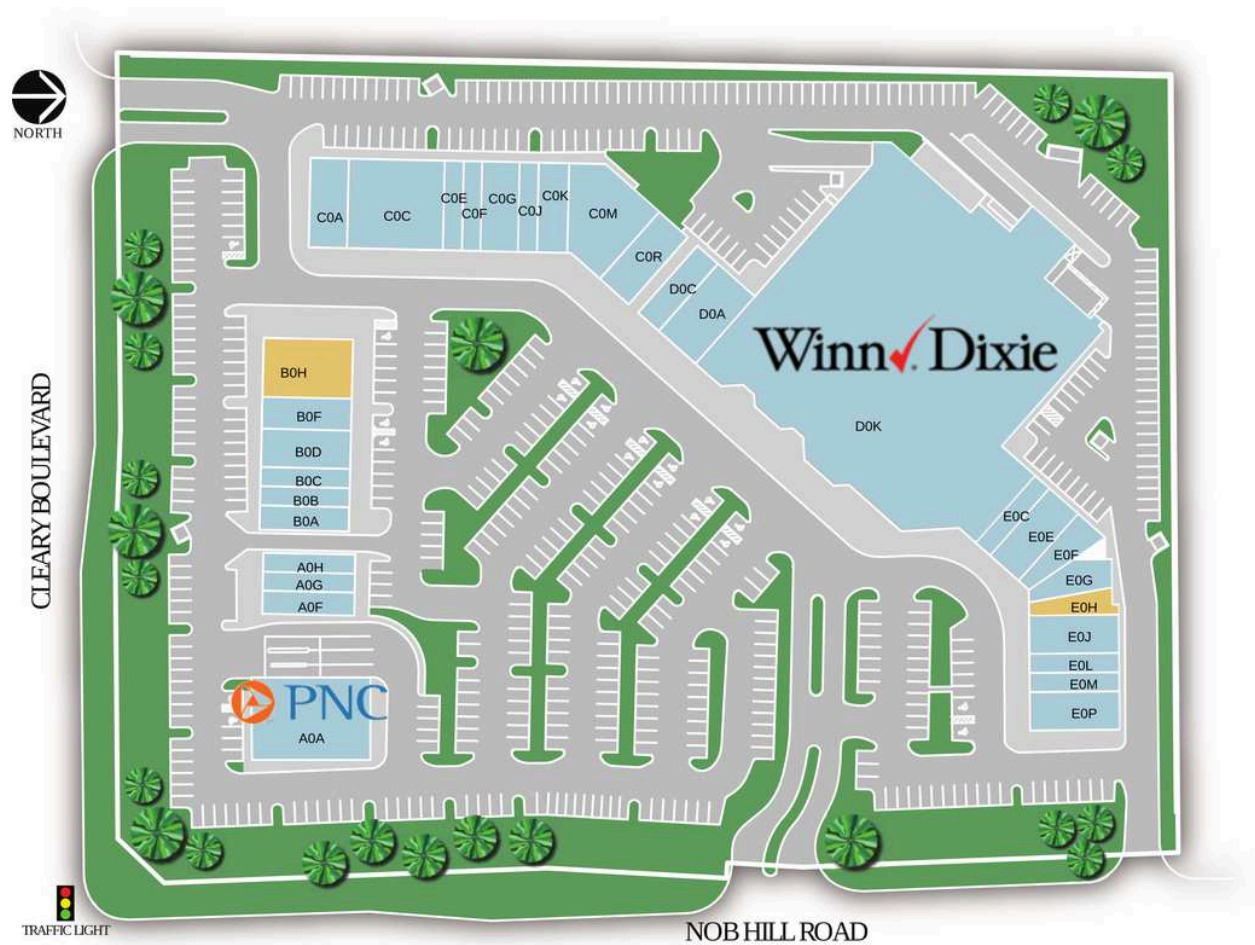 NORTH
C0A
C0C
C0E
C0F
C0G
C0J
C0K
C0M
C0R
D0C
D0A
Winn Dixie
D0K
B0H
B0F
B0D
B0C
B0B
B0A
A0H
A0G
A0F
PNC
A0A
E0C
E0E
E0F
E0G
E0H
E0J
E0L
E0M
E0P
CLEARY BOULEVARD
TRAFFIC LIGHT
NOB HILL ROAD